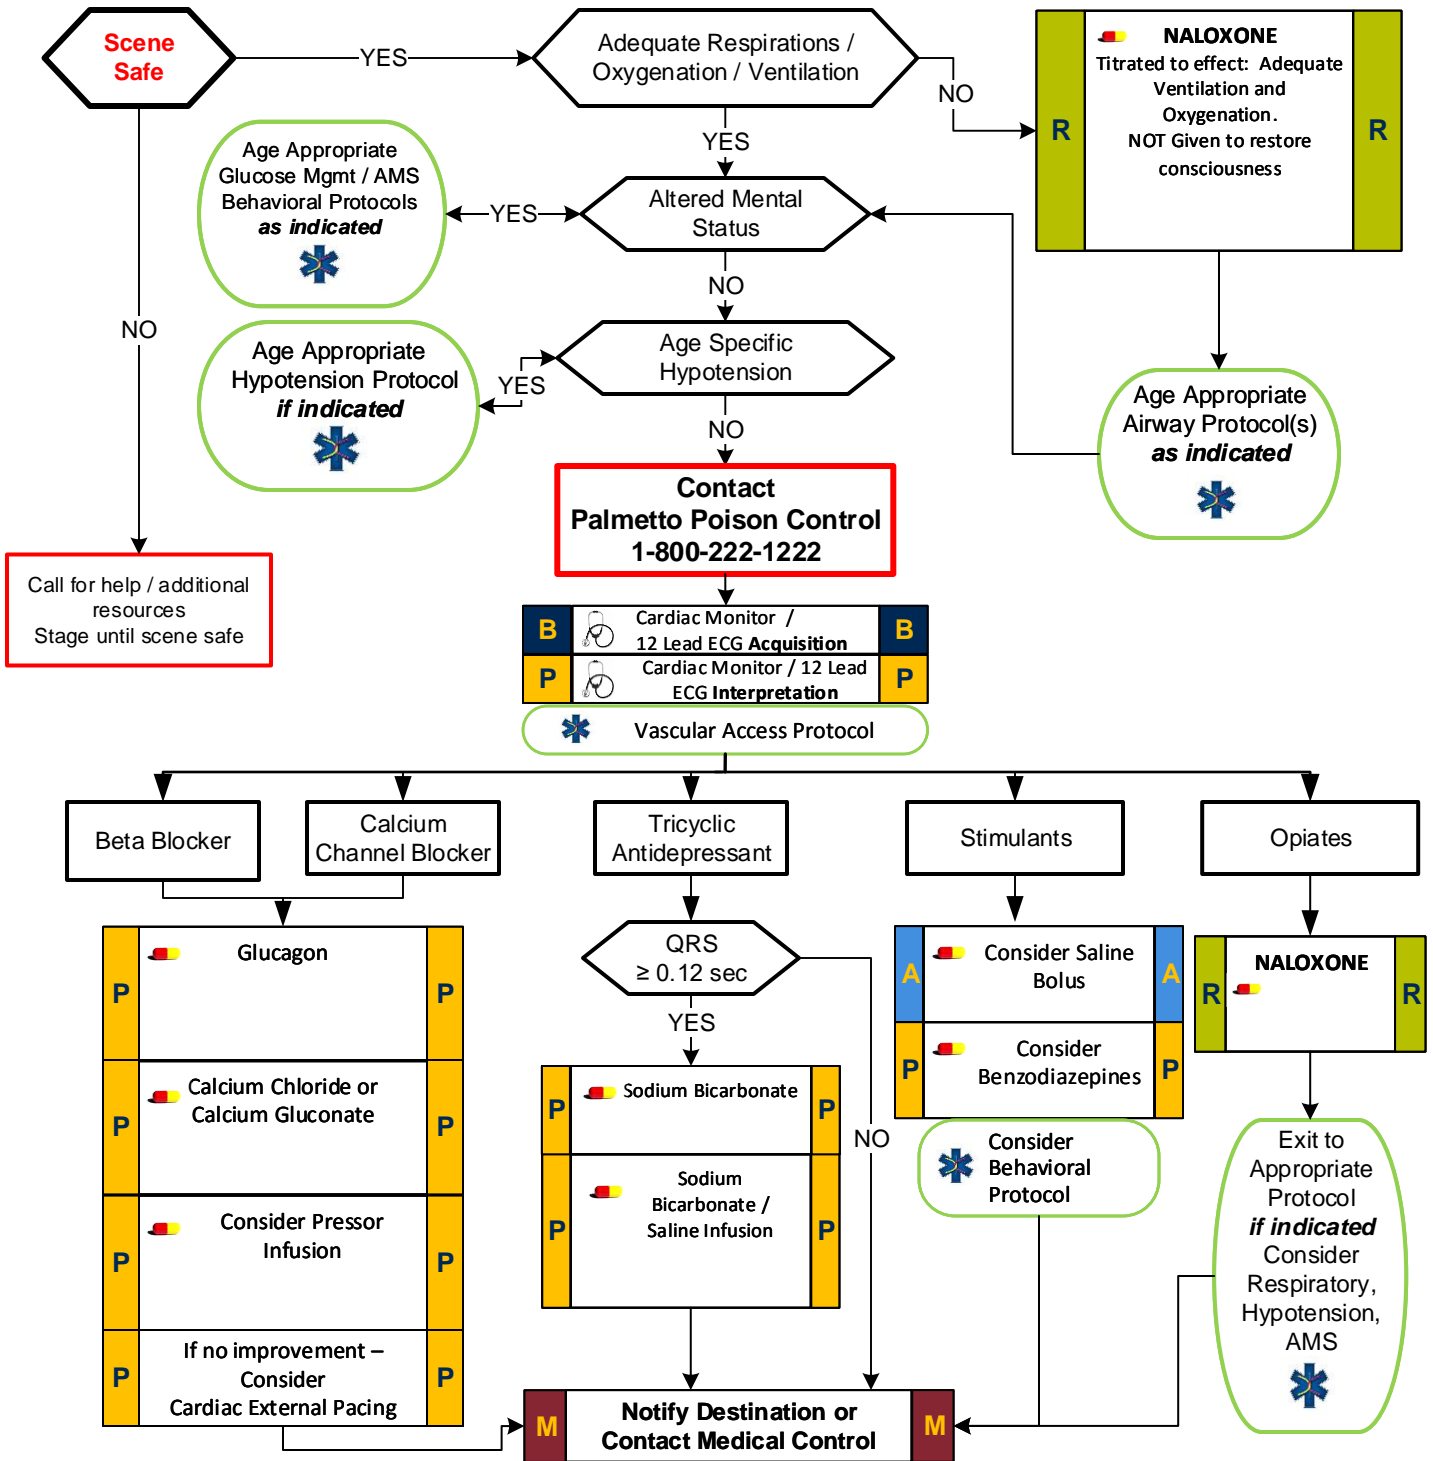 Scene
Safe
YES
Adequate Respirations /
Oxygenation / Ventilation
NO
R
NALOXONE
Titrated to effect: Adequate
Ventilation and
Oxygenation.
NOT Given to restore
consciousness
R
YES
Age Appropriate
Glucose Mgmt / AMS
Behavioral Protocols
as indicated
YES
Altered Mental
Status
NO
NO
Age Appropriate
Hypotension Protocol
if indicated
YES
Age Specific
Hypotension
Age Appropriate
Airway Protocol(s)
as indicated
NO
Contact
Palmetto Poison Control
1-800-222-1222
Call for help / additional
resources
Stage until scene safe
B
Cardiac Monitor /
12 Lead ECG Acquisition
B
P
Cardiac Monitor / 12 Lead
ECG Interpretation
P
Vascular Access Protocol
Beta Blocker
Calcium
Channel Blocker
Tricyclic
Antidepressant
Stimulants
Opiates
P
Glucagon
P
P
Calcium Chloride or
Calcium Gluconate
P
P
Consider Pressor
Infusion
P
P
If no improvement –
Consider
Cardiac External Pacing
P
QRS
≥ 0.12 sec
YES
NO
P
Sodium Bicarbonate
P
P
Sodium
Bicarbonate /
Saline Infusion
P
A
Consider Saline
Bolus
A
P
Consider
Benzodiazepines
P
Consider
Behavioral
Protocol
R
NALOXONE
R
Exit to
Appropriate
Protocol
if indicated
Consider
Respiratory,
Hypotension,
AMS
M
Notify Destination or
Contact Medical Control
M